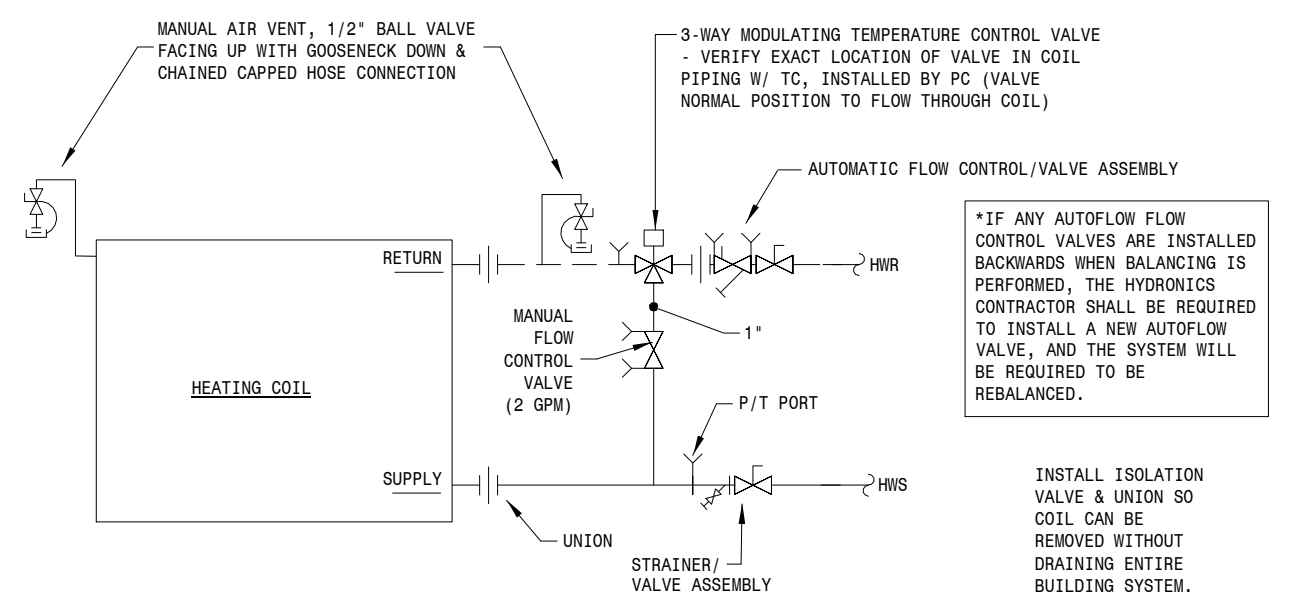 MANUAL AIR VENT, 1/2" BALL VALVE
FACING UP WITH GOOSENECK DOWN &
CHAINED CAPPED HOSE CONNECTION
3-WAY MODULATING TEMPERATURE CONTROL VALVE
- VERIFY EXACT LOCATION OF VALVE IN COIL
PIPING W/ TC, INSTALLED BY PC (VALVE
NORMAL POSITION TO FLOW THROUGH COIL)
AUTOMATIC FLOW CONTROL/VALVE ASSEMBLY
*IF ANY AUTOFLOW FLOW
CONTROL VALVES ARE INSTALLED
BACKWARDS WHEN BALANCING IS
PERFORMED, THE HYDRONICS
CONTRACTOR SHALL BE REQUIRED
TO INSTALL A NEW AUTOFLOW
VALVE, AND THE SYSTEM WILL
BE REQUIRED TO BE
REBALANCED.
RETURN
HWR
MANUAL
FLOW
CONTROL
VALVE
(2 GPM)
1"
HEATING COIL
P/T PORT
SUPPLY
HWS
UNION
STRAINER/
VALVE ASSEMBLY
INSTALL ISOLATION
VALVE & UNION SO
COIL CAN BE
REMOVED WITHOUT
DRAINING ENTIRE
BUILDING SYSTEM.